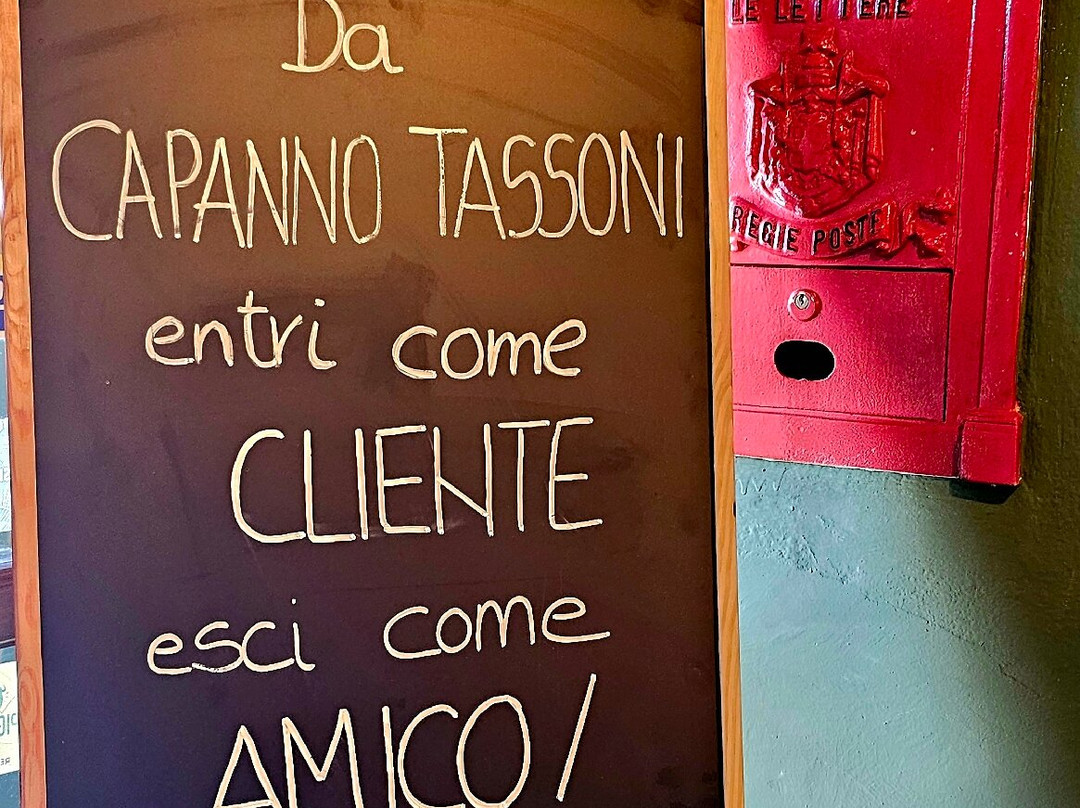 Da
CAPANNO TASSONI
entri come
CLIENTE
esci come
AMICO!
LE LETTERE
REGIE POSTE